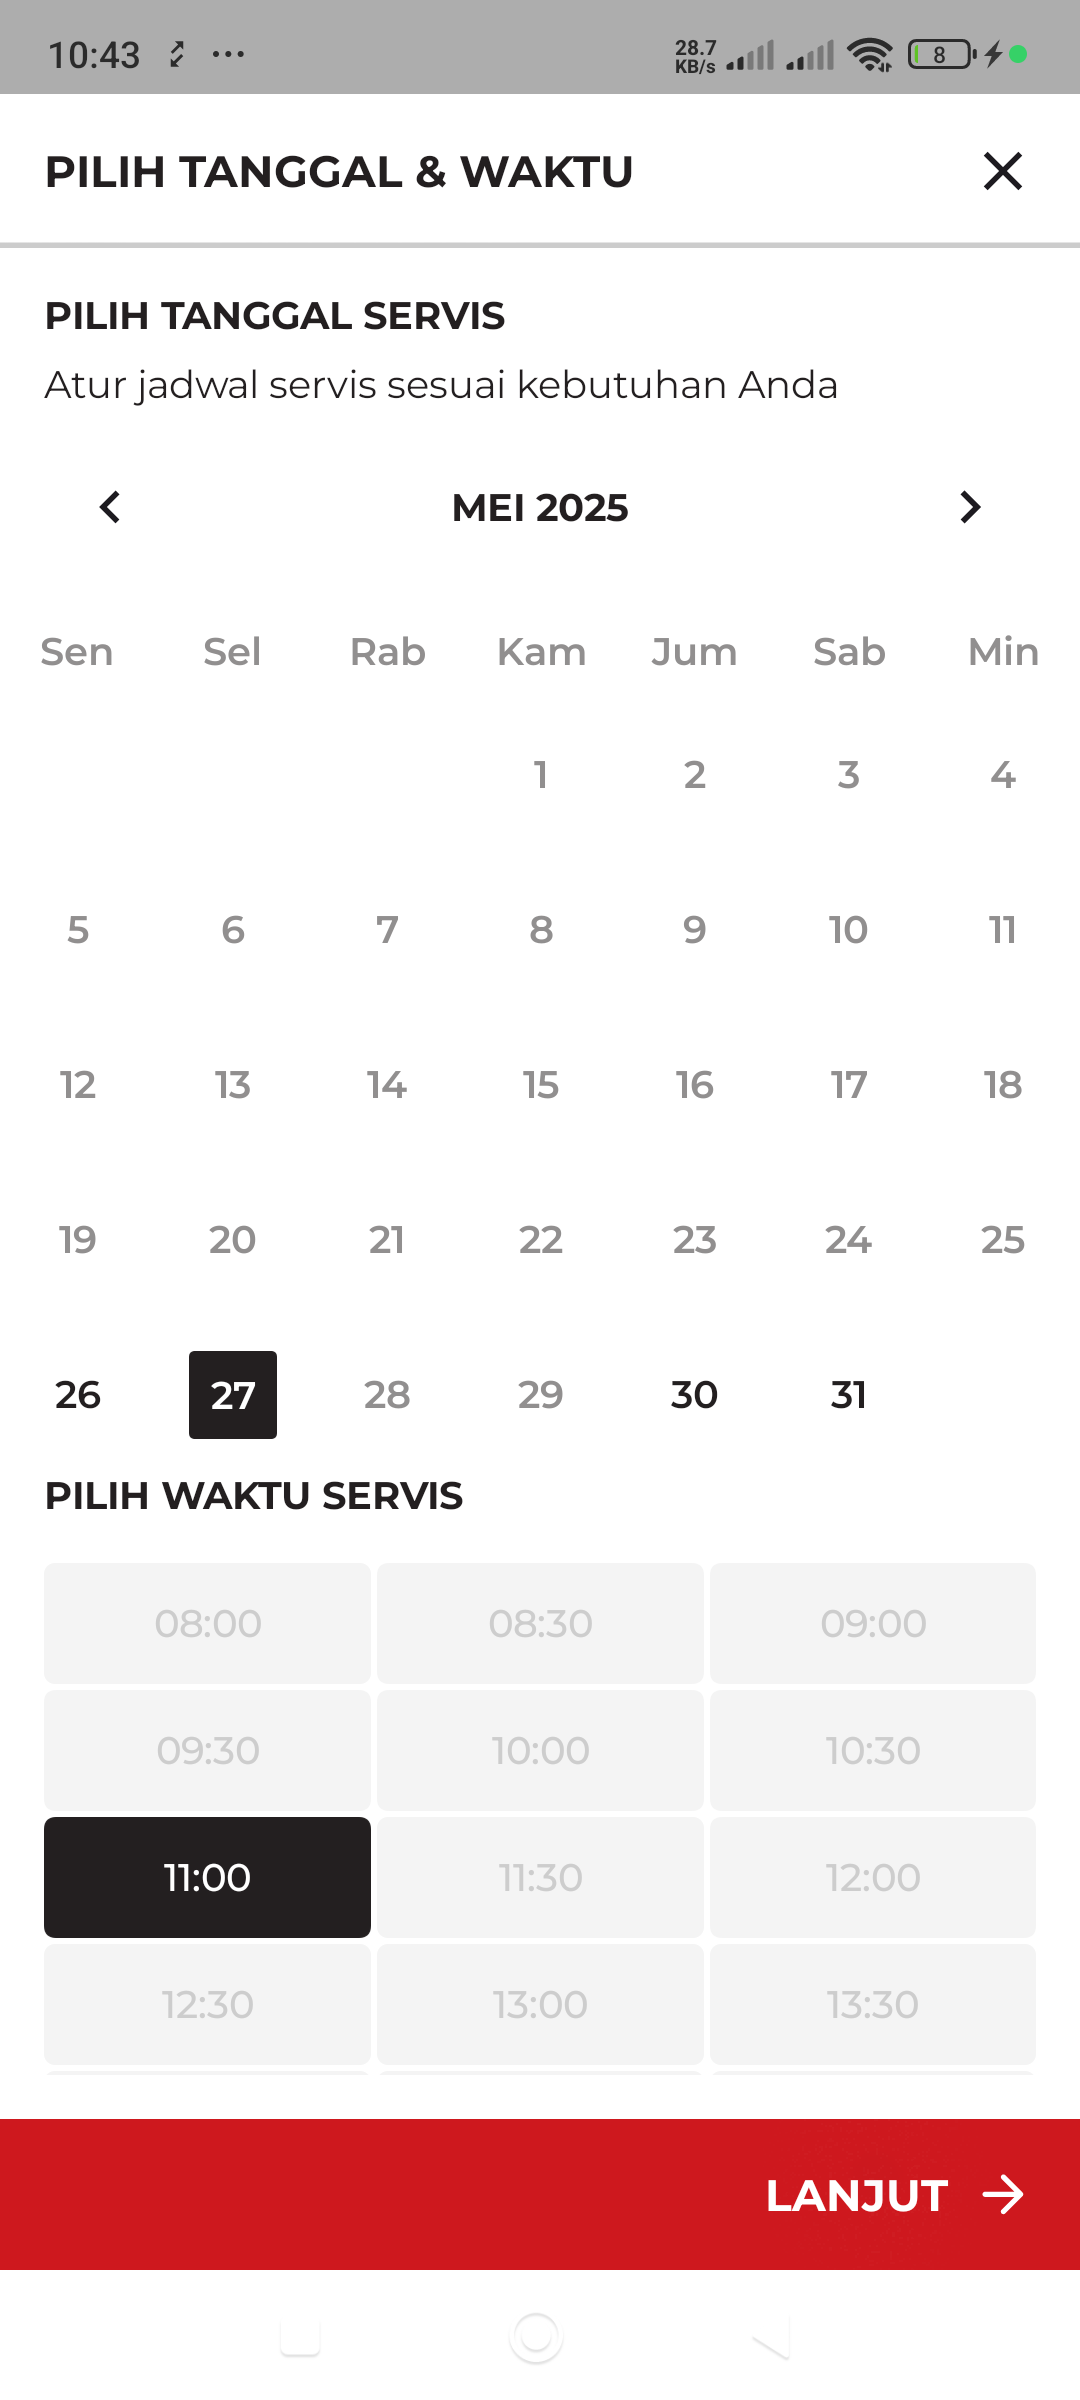 10:43 ... 28.7 KB/s 8
PILIH TANGGAL & WAKTU
PILIH TANGGAL SERVIS
Atur jadwal servis sesuai kebutuhan Anda
MEI 2025
Sen Sel Rab Kam Jum Sab Min
1 2 3 4
5 6 7 8 9 10 11
12 13 14 15 16 17 18
19 20 21 22 23 24 25
26 27 28 29 30 31
PILIH WAKTU SERVIS
08:00 08:30 09:00
09:30 10:00 10:30
11:00 11:30 12:00
12:30 13:00 13:30
LANJUT